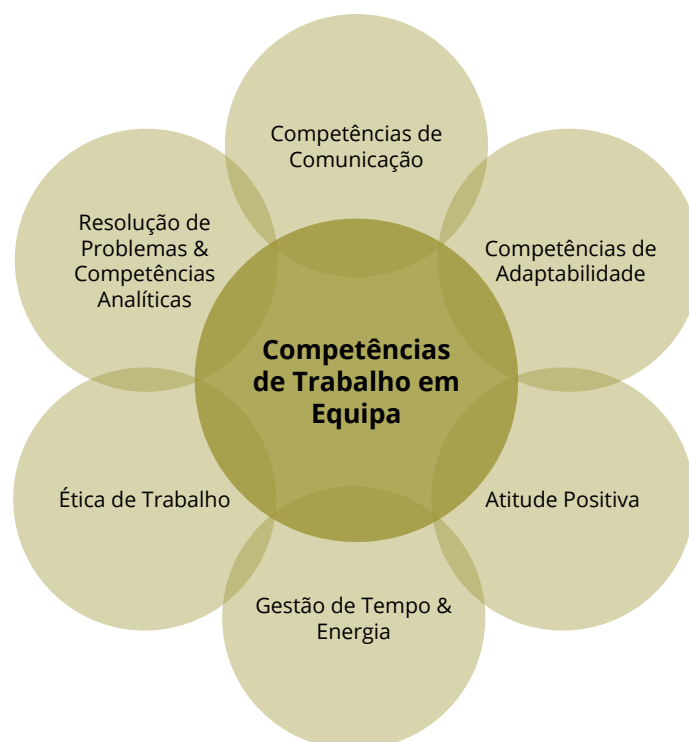 Competências de
Comunicação
Resolução de
Problemas &
Competências
Analíticas
Competências de
Adaptabilidade
Competências
de Trabalho em
Equipa
Ética de Trabalho
Atitude Positiva
Gestão de Tempo &
Energia